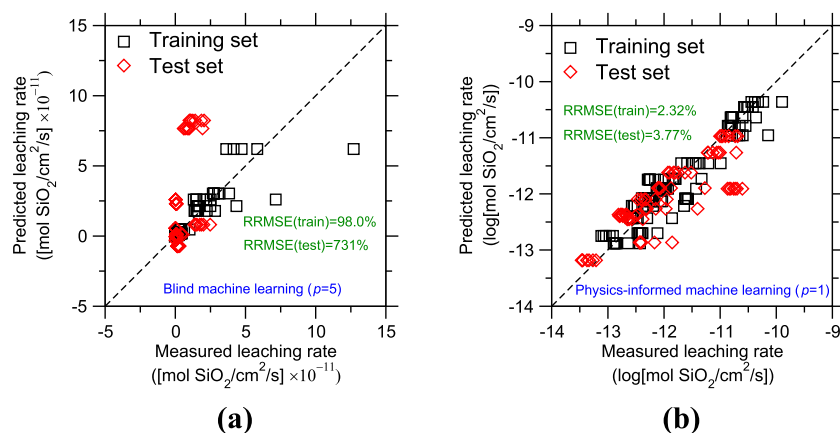 15
Training set
Test set
10
5
0
-5
Predicted leaching rate
([mol SiO₂/cm²/s] ×10⁻¹¹)
RRMSE(train)=98.0%
RRMSE(test)=731%
Blind machine learning (p=5)
-5 0 5 10 15
Measured leaching rate
([mol SiO₂/cm²/s] ×10⁻¹¹)
(a)
-9
Training set
Test set
-10
-11
-12
-13
-14
Predicted leaching rate
(log[mol SiO₂/cm²/s])
RRMSE(train)=2.32%
RRMSE(test)=3.77%
Physics-informed machine learning (p=1)
-14 -13 -12 -11 -10 -9
Measured leaching rate
(log[mol SiO₂/cm²/s])
(b)